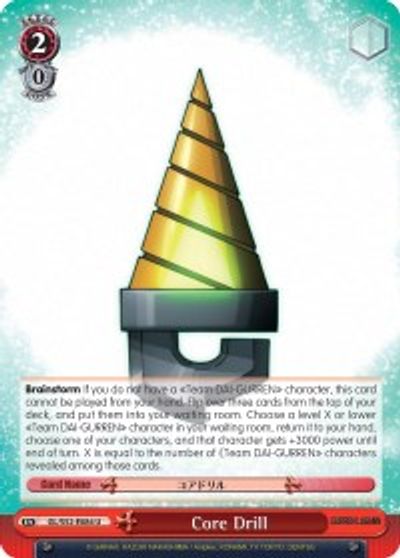 LEVEL
2
0
COST
Brainstorm If you do not have a «Team DAI-GURREN» character, this card
cannot be played from your hand. Flip over three cards from the top of your
deck, and put them into your waiting room. Choose a level X or lower
«Team DAI-GURREN» character in your waiting room, return it to your hand,
choose one of your characters, and that character gets +3000 power until
end of turn. X is equal to the number of «Team DAI-GURREN» characters
revealed among those cards.
Card Name コアドリル
Core Drill